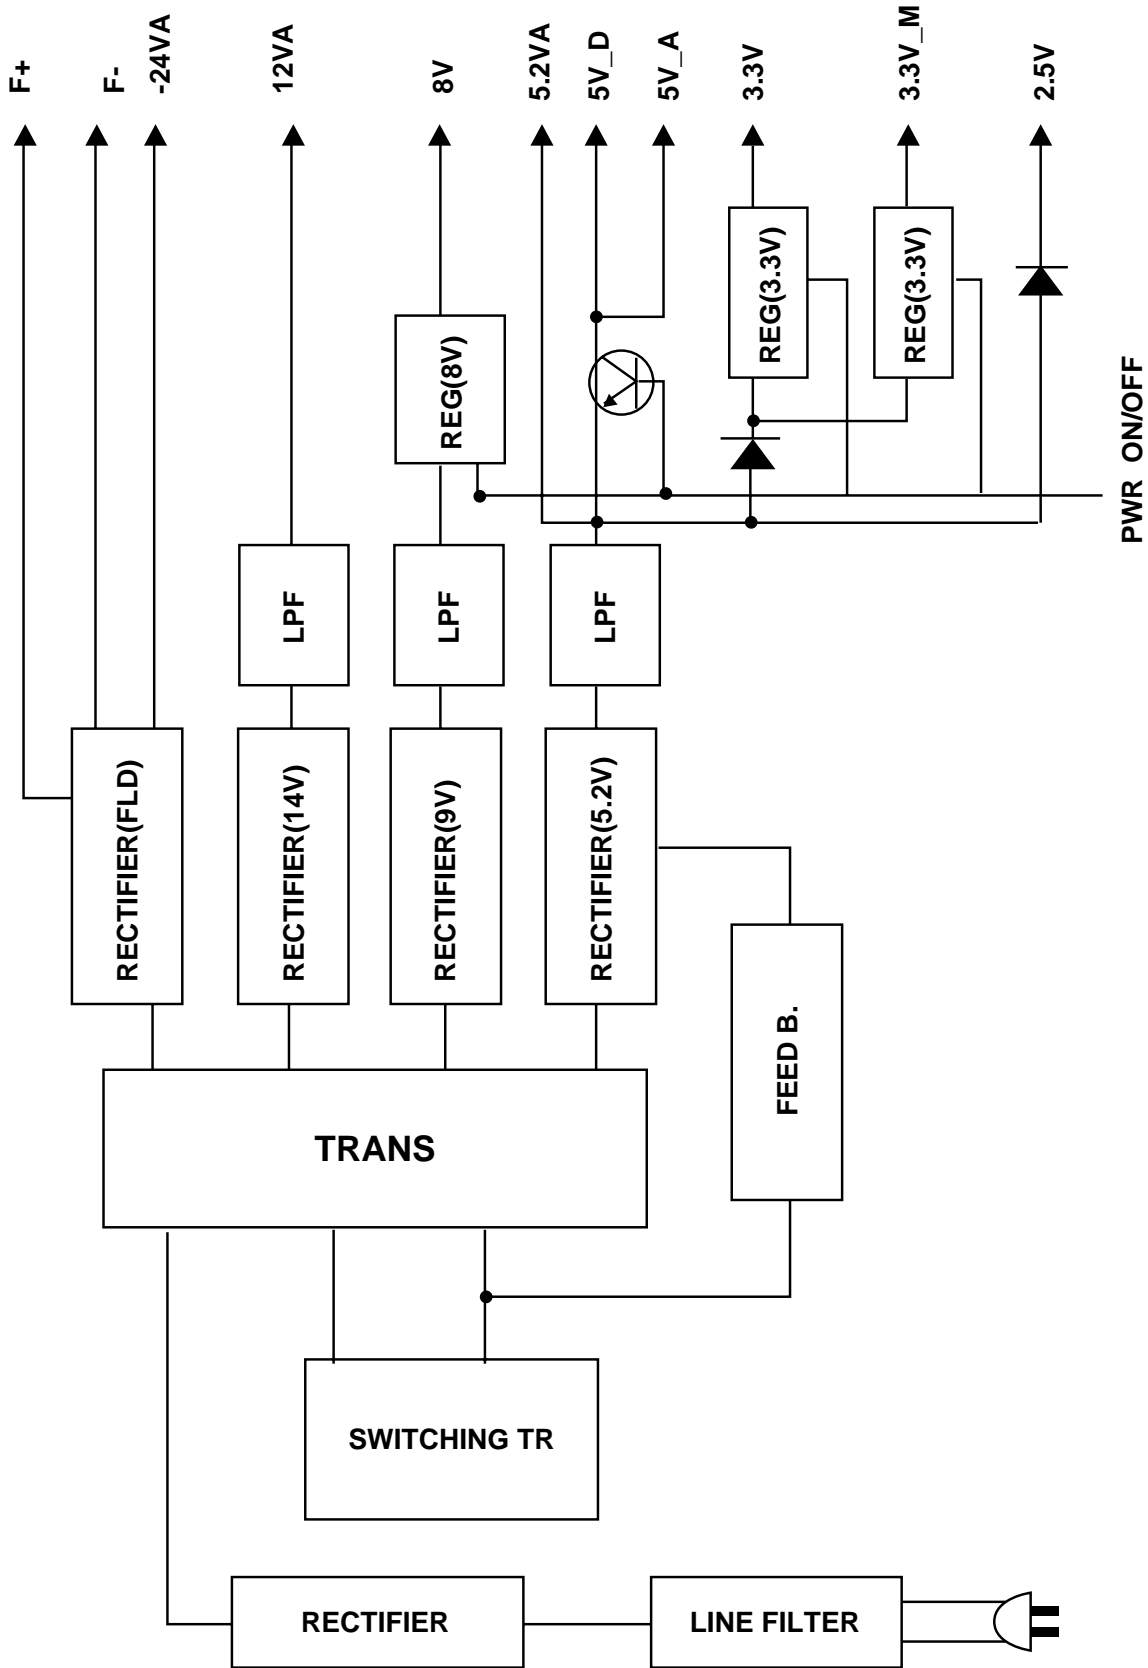 F+
F-
-24VA
12VA
8V
5.2VA
5V_D
5V_A
3.3V
3.3V_M
2.5V
REG(8V)
REG(3.3V)
REG(3.3V)
PWR ON/OFF
LPF
LPF
LPF
RECTIFIER(FLD)
RECTIFIER(14V)
RECTIFIER(9V)
RECTIFIER(5.2V)
FEED B.
TRANS
SWITCHING TR
RECTIFIER
LINE FILTER